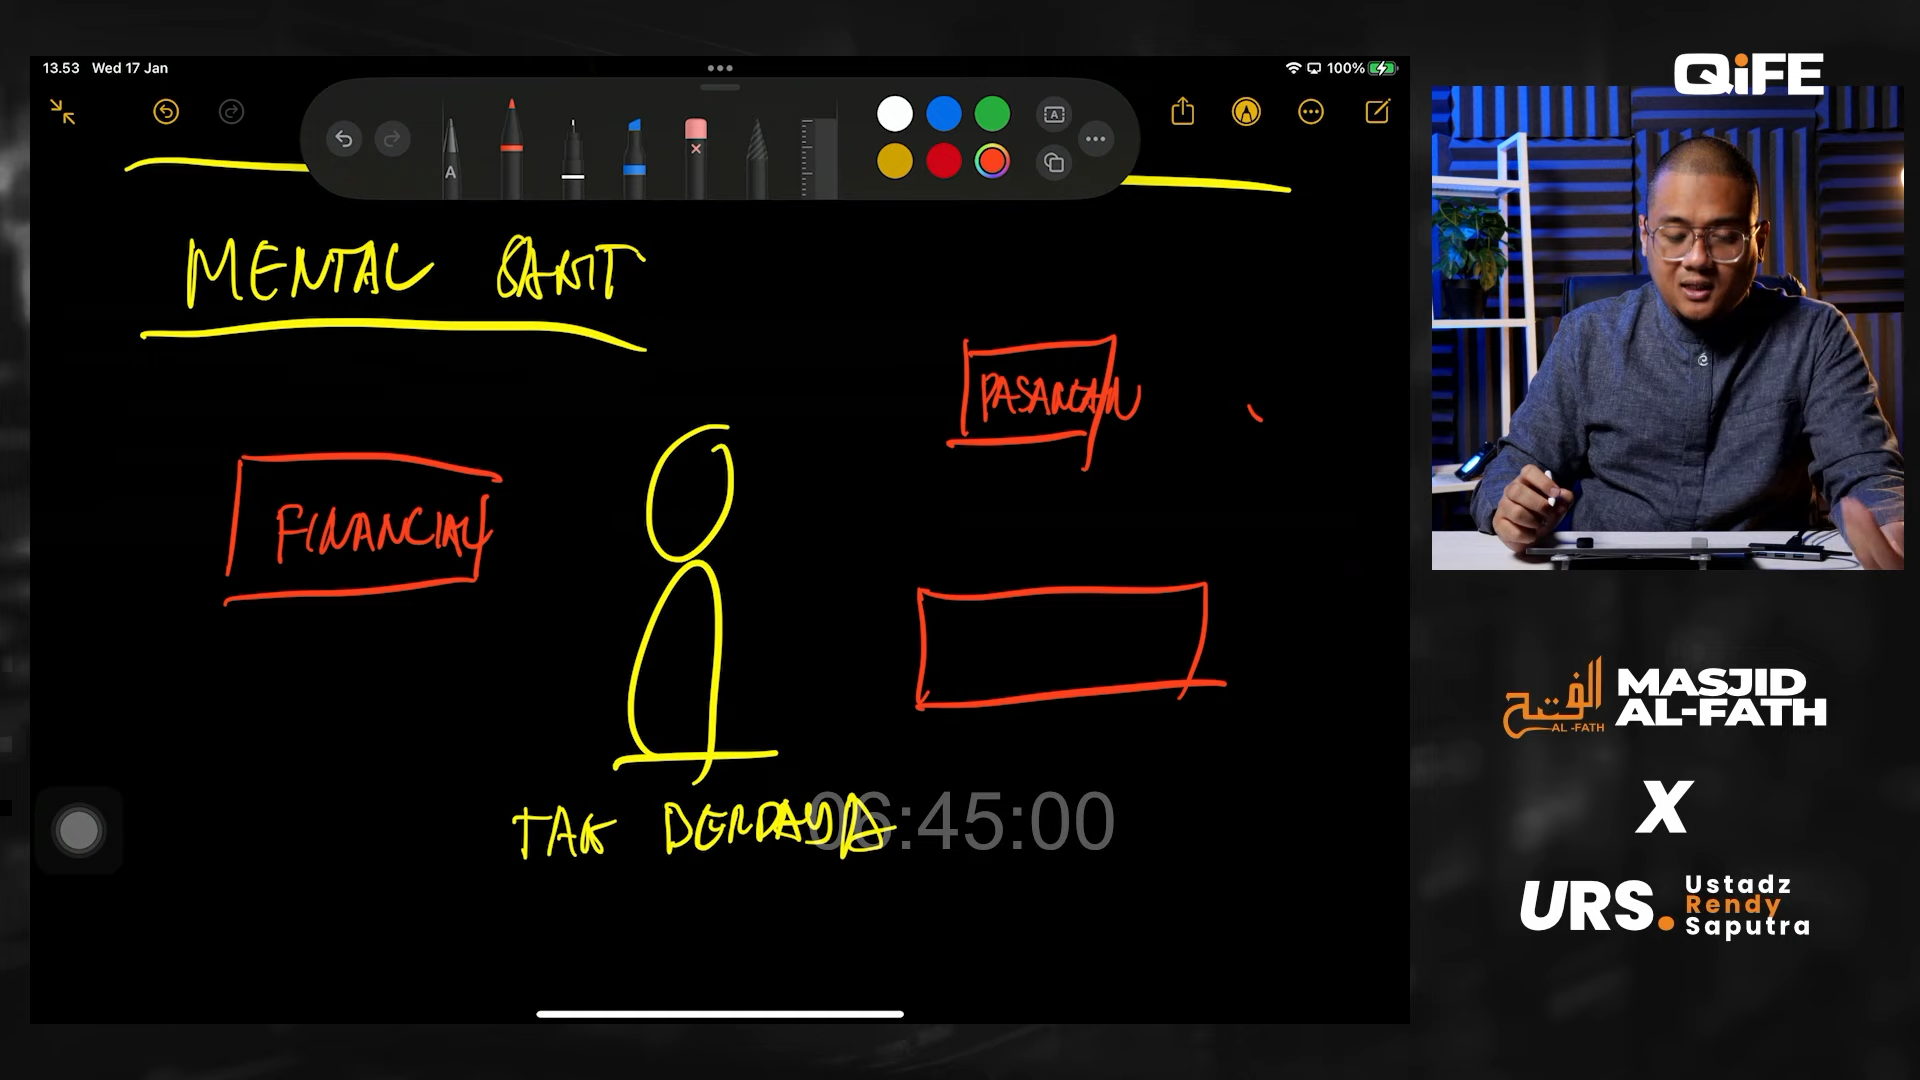 13.53 Wed 17 Jan
100%
QiFE
A
A
MENTAL SAKIT
PASANGAN
FINANCIAL
TAK BERDAYA
06:45:00
الفتح
AL-FATH
MASJID
AL-FATH
X
URS.
Ustadz
Rendy
Saputra